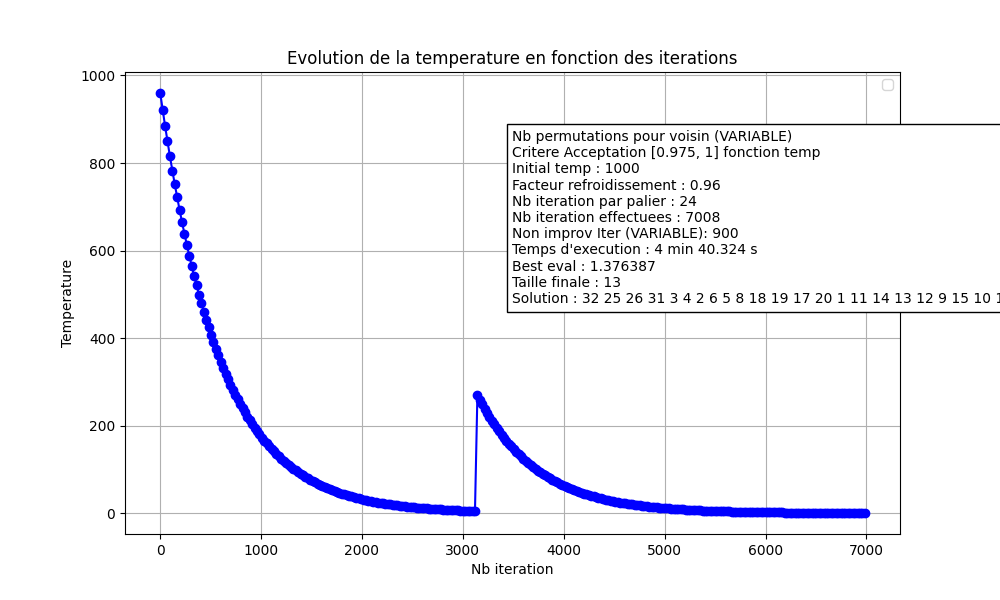 Evolution de la temperature en fonction des iterations
1000
800
600
400
200
0
Temperature
Nb permutations pour voisin (VARIABLE)
Critere Acceptation [0.975, 1] fonction temp
Initial temp : 1000
Facteur refroidissement : 0.96
Nb iteration par palier : 24
Nb iteration effectuees : 7008
Non improv Iter (VARIABLE): 900
Temps d'execution : 4 min 40.324 s
Best eval : 1.376387
Taille finale : 13
Solution : 32 25 26 31 3 4 2 6 5 8 18 19 17 20 1 11 14 13 12 9 15 10
0 1000 2000 3000 4000 5000 6000 7000
Nb iteration